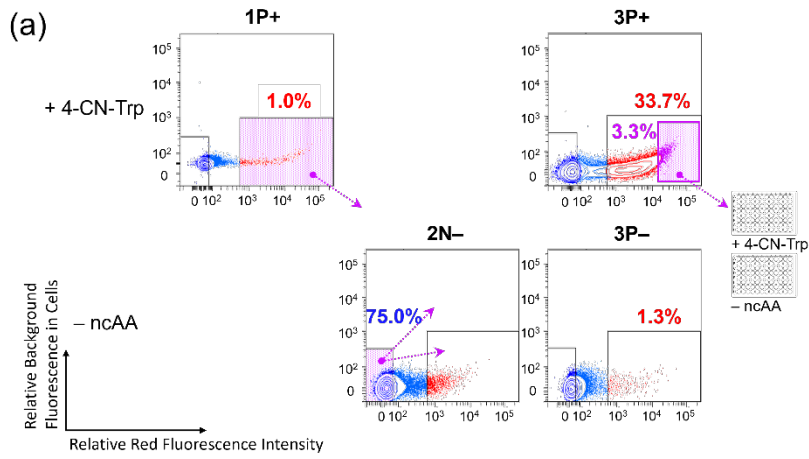 (a)
1P+
3P+
+ 4-CN-Trp
10⁵
10⁴
10³
10²
0
1.0%
0 10² 10³ 10⁴ 10⁵
10⁵
10⁴
10³
10²
0
33.7%
3.3%
0 10² 10³ 10⁴ 10⁵
+ 4-CN-Trp
– ncAA
2N–
3P–
– ncAA
10⁵
10⁴
10³
10²
0
75.0%
0 10² 10³ 10⁴ 10⁵
10⁵
10⁴
10³
10²
0
1.3%
0 10² 10³ 10⁴ 10⁵
Relative Background
Fluorescence in Cells
Relative Red Fluorescence Intensity